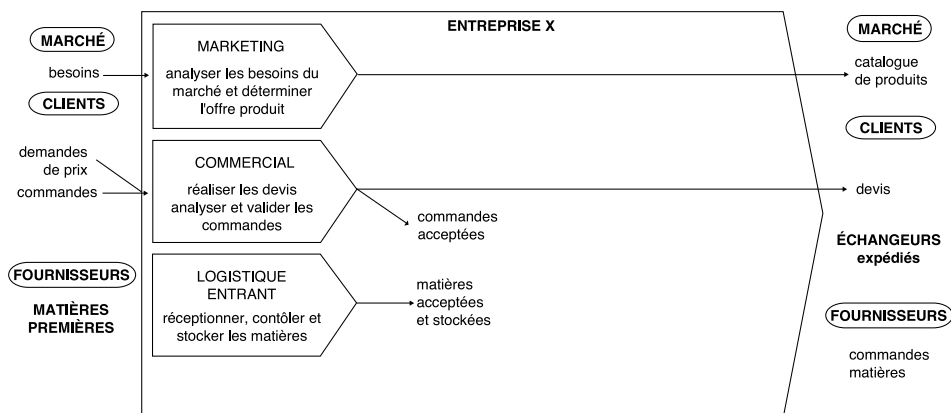 ENTREPRISE X
MARCHÉ
besoins
CLIENTS
demandes
de prix
commandes
FOURNISSEURS
MATIÈRES
PREMIÈRES
MARKETING
analyser les besoins du
marché et déterminer
l'offre produit
COMMERCIAL
réaliser les devis
analyser et valider les
commandes
commandes
acceptées
LOGISTIQUE
ENTRANT
réceptionner, contôler et
stocker les matières
matières
acceptées
et stockées
MARCHÉ
catalogue
de produits
CLIENTS
devis
ÉCHANGEURS
expédiés
FOURNISSEURS
commandes
matières